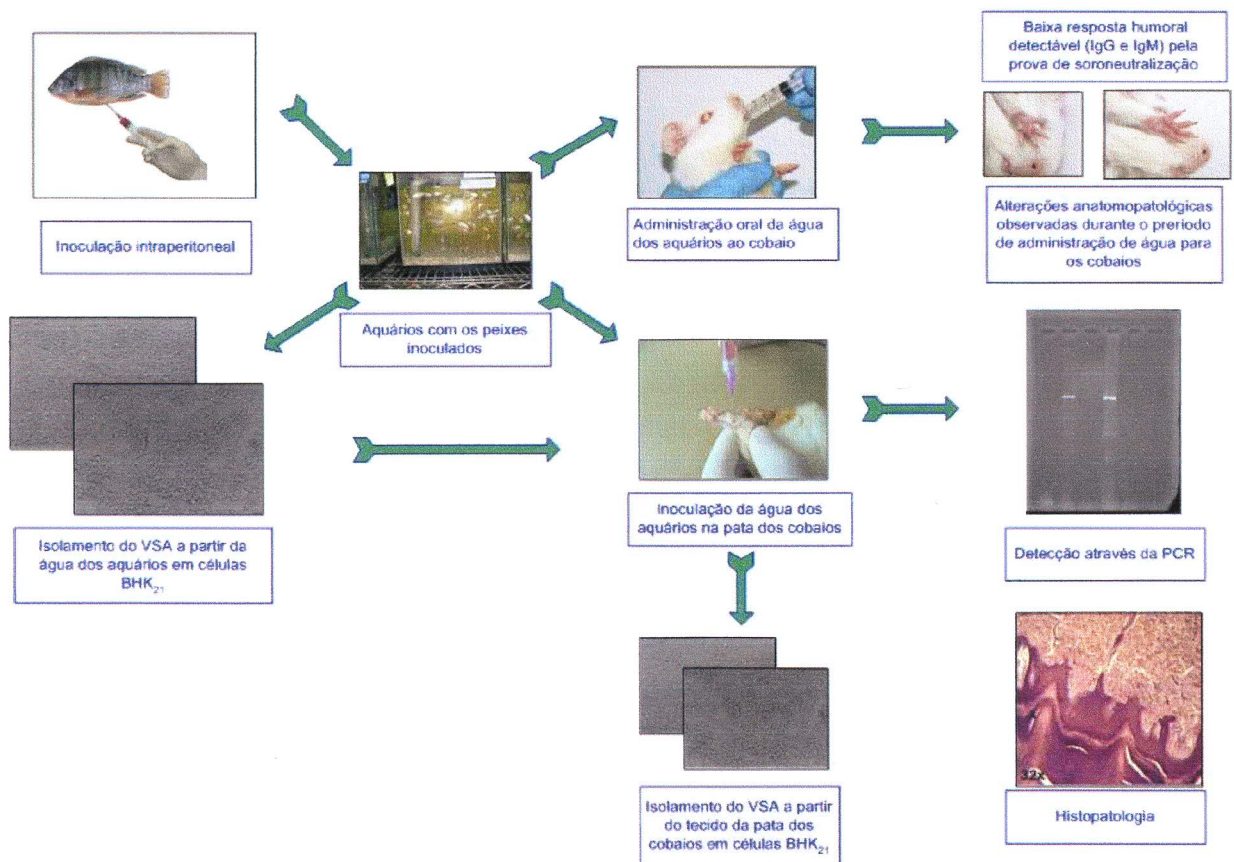 Inoculação intraperitoneal
Aquários com os peixes
inoculados
Isolamento do VSA a partir da
água dos aquários em células
BHK21
Administração oral da água
dos aquários ao cobaio
Baixa resposta humoral
detectável (IgG e IgM) pela
prova de soroneutralização
Alterações anatomopatológicas
observadas durante o preríodo
de administração de água para
os cobaios
Inoculação da água dos
aquários na pata dos cobaios
Detecção através da PCR
Isolamento do VSA a partir
do tecido da pata dos
cobaios em células BHK21
32x
Histopatologia